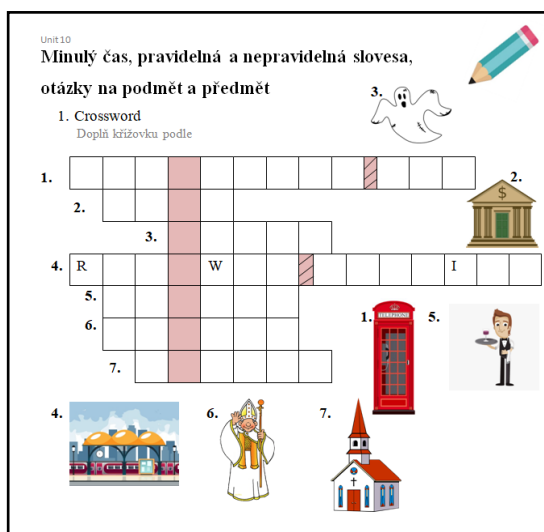 Unit 10
Minulý čas, pravidelná a nepravidelná slovesa,
otázky na podmět a předmět
1. Crossword
Doplň křížovku podle
3.
1.
2.
2.
$
3.
4. R W I
5.
1.
TELEPHONE
5.
6.
7.
4.
6.
7.